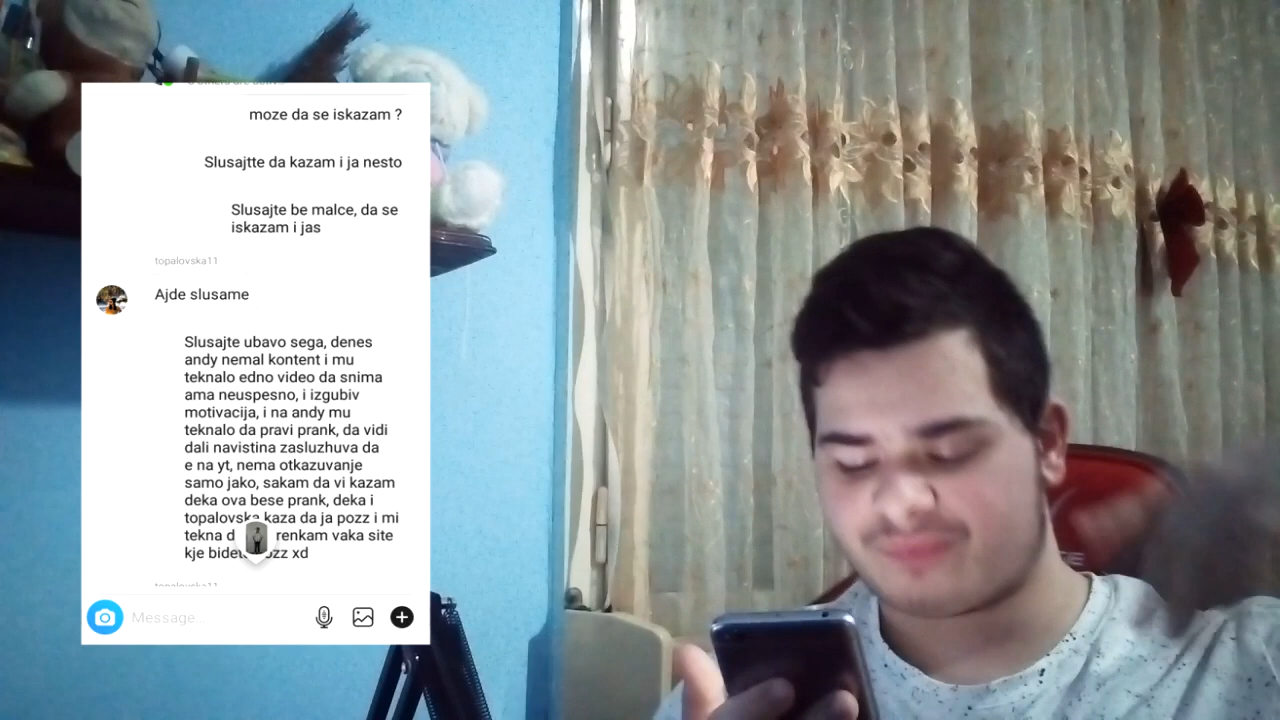 moze da se iskazam ?
Slusajtte da kazam i ja nesto
Slusajte be malce, da se
iskazam i jas
topalovska11
Ajde slusame
Slusajte ubavo sega, denes
andy nemal kontent i mu
teknalo edno video da snima
ama neuspesno, i izgubiv
motivacija, i na andy mu
teknalo da pravi prank, da vidi
dali navistina zasluzhuva da
e na yt, nema otkazuvanje
samo jako, sakam da vi kazam
deka ova bese prank, deka i
topalovska kaza da ja pozz i mi
tekna vaka site
kje xd
topalovska11
Message...